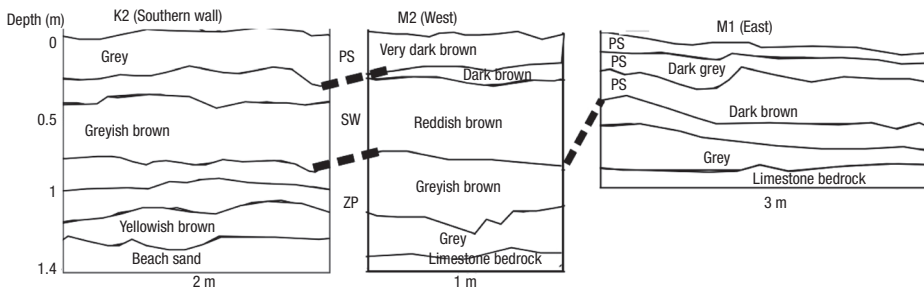 Depth (m)
K2 (Southern wall)
M2 (West)
M1 (East)
0
0.5
1
1.4
Grey
Greyish brown
Yellowish brown
Beach sand
2 m
PS
SW
ZP
Very dark brown
Dark brown
Reddish brown
Greyish brown
Grey
Limestone bedrock
1 m
PS
PS
PS
Dark grey
Dark brown
Grey
Limestone bedrock
3 m